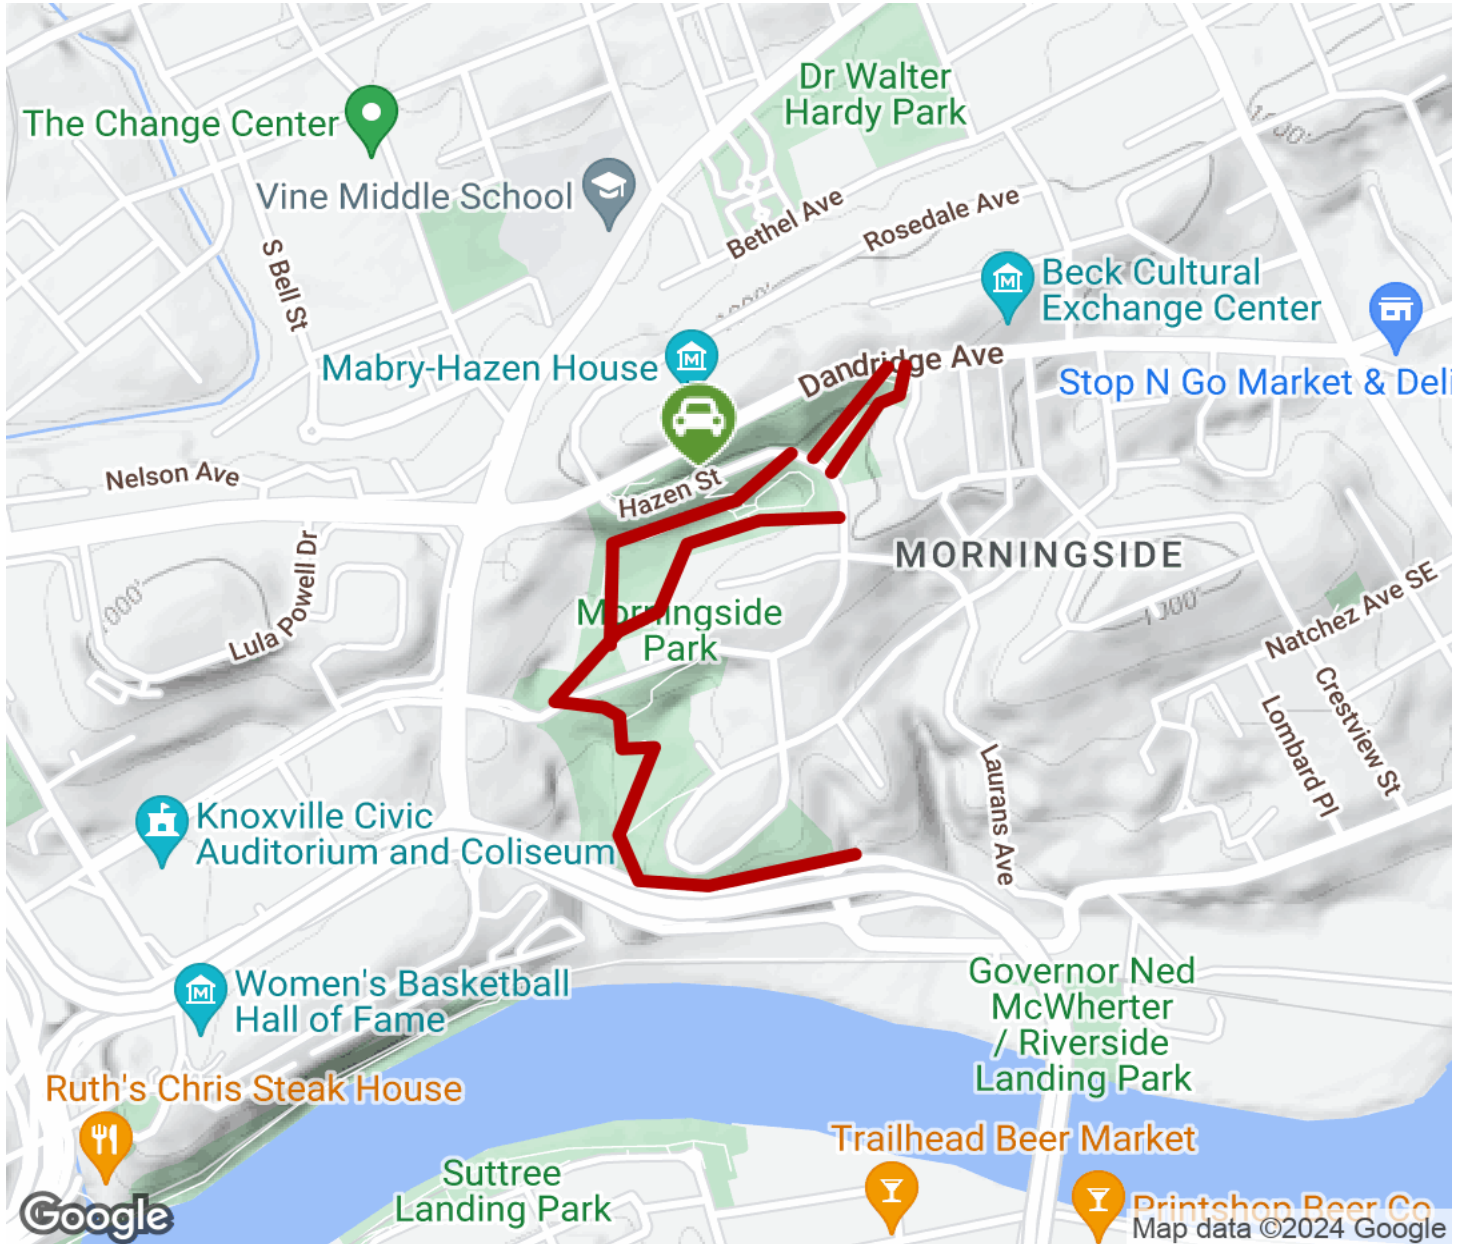 Dr Walter
Hardy Park
1000'
The Change Center
Vine Middle School
Bethel Ave
Rosedale Ave
S Bell St
Beck Cultural
Exchange Center
1000'
Mabry-Hazen House
Dandridge Ave
Stop N Go Market & Deli
Nelson Ave
Hazen St
MORNINGSIDE
1000'
Lula Powell Dr
Morningside
Park
1000'
Natchez Ave SE
Crestview St
Lombard Pl
Laurans Ave
Knoxville Civic
Auditorium and Coliseum
Women's Basketball
Hall of Fame
Governor Ned
McWherter
/ Riverside
Landing Park
Ruth's Chris Steak House
Trailhead Beer Market
Suttree
Landing Park
Printshop Beer Co
Google
Map data ©2024 Google